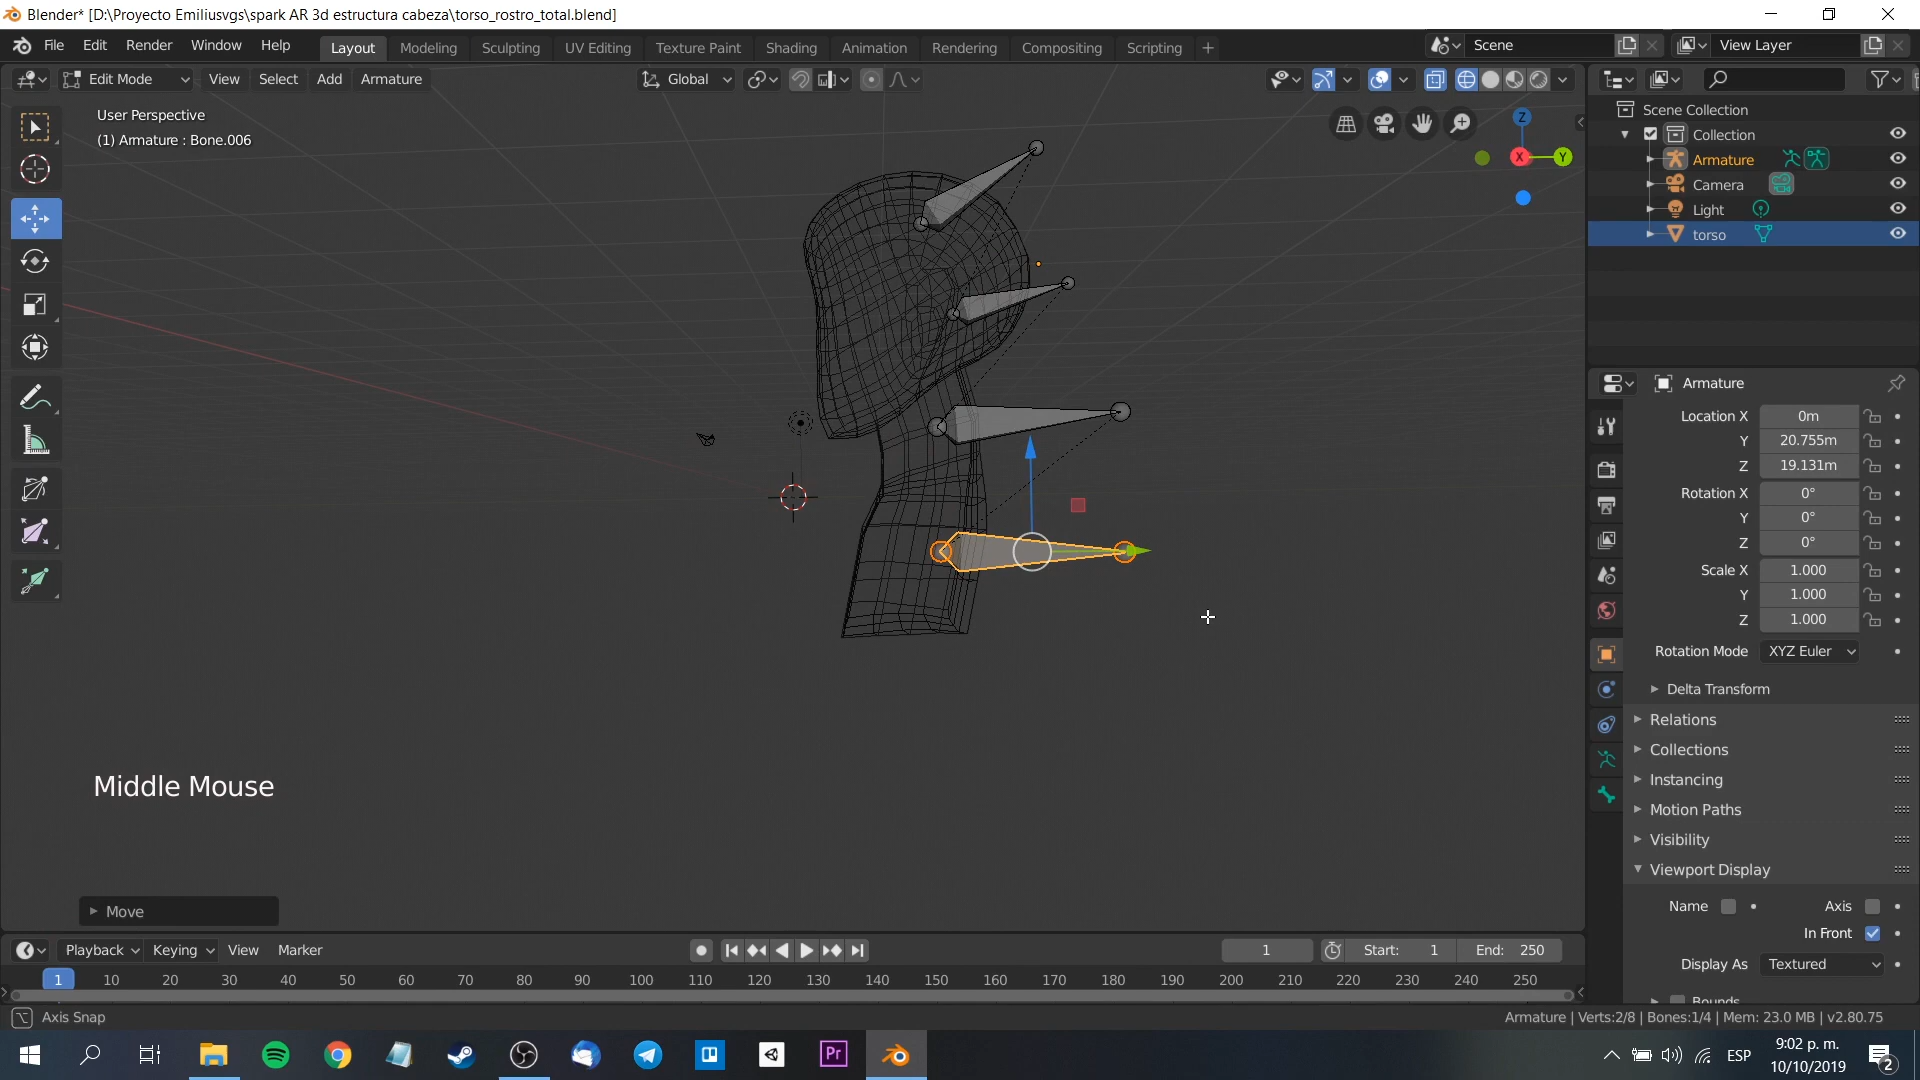 Blender* [D:\Proyecto Emiliusvgs\spark AR 3d estructura cabeza\torso_rostro_total.blend]
File Edit Render Window Help
Layout Modeling Sculpting UV Editing Texture Paint Shading Animation Rendering Compositing Scripting +
Scene
View Layer
Edit Mode View Select Add Armature
Global
User Perspective
(1) Armature : Bone.006
Z
X
Y
Scene Collection
Collection
Armature
Camera
Light
torso
Armature
Location X 0m
Y 20.755m
Z 19.131m
Rotation X 0°
Y 0°
Z 0°
Scale X 1.000
Y 1.000
Z 1.000
Rotation Mode XYZ Euler
Delta Transform
Relations
Collections
Instancing
Motion Paths
Visibility
Viewport Display
Name Axis
In Front
Display As Textured
Bounds
Middle Mouse
Move
Playback Keying View Marker
1 Start: 1 End: 250
1 10 20 30 40 50 60 70 80 90 100 110 120 130 140 150 160 170 180 190 200 210 220 230 240 250
Axis Snap
Armature | Verts:2/8 | Bones:1/4 | Mem: 23.0 MB | v2.80.75
Pr
ESP
9:02 p. m.
10/10/2019
2